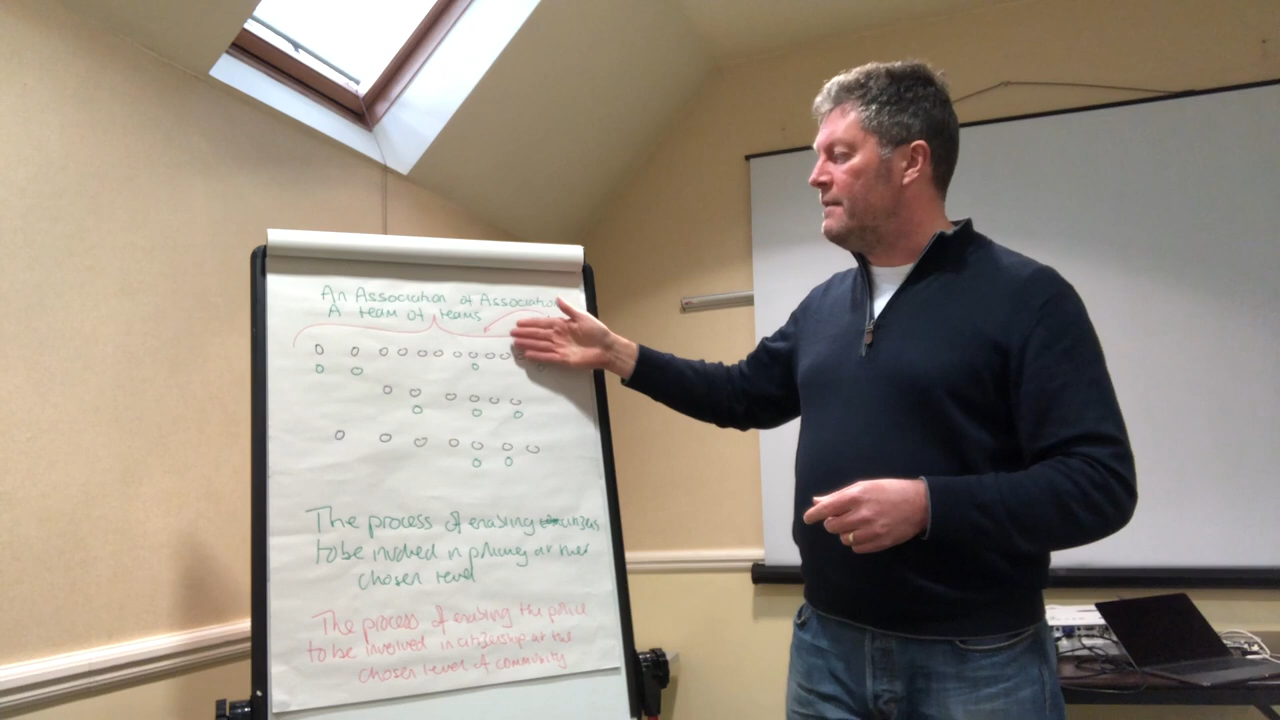 An Association of Association
A team of teams
The process of enabling citizens
to be involved in policing at their
chosen level
The process of enabling the police
to be involved in citizenship at the
chosen level of community